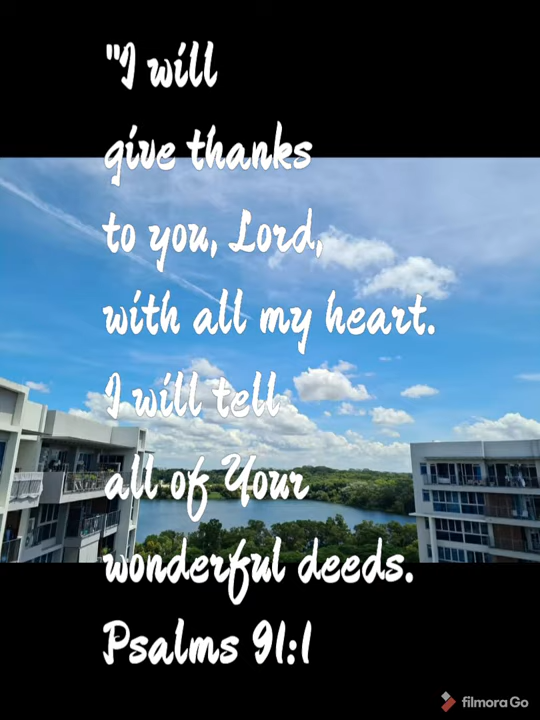 "I will
give thanks
to you, Lord,
with all my heart.
I will tell
all of Your
wonderful deeds.
Psalms 91:1
filmora Go